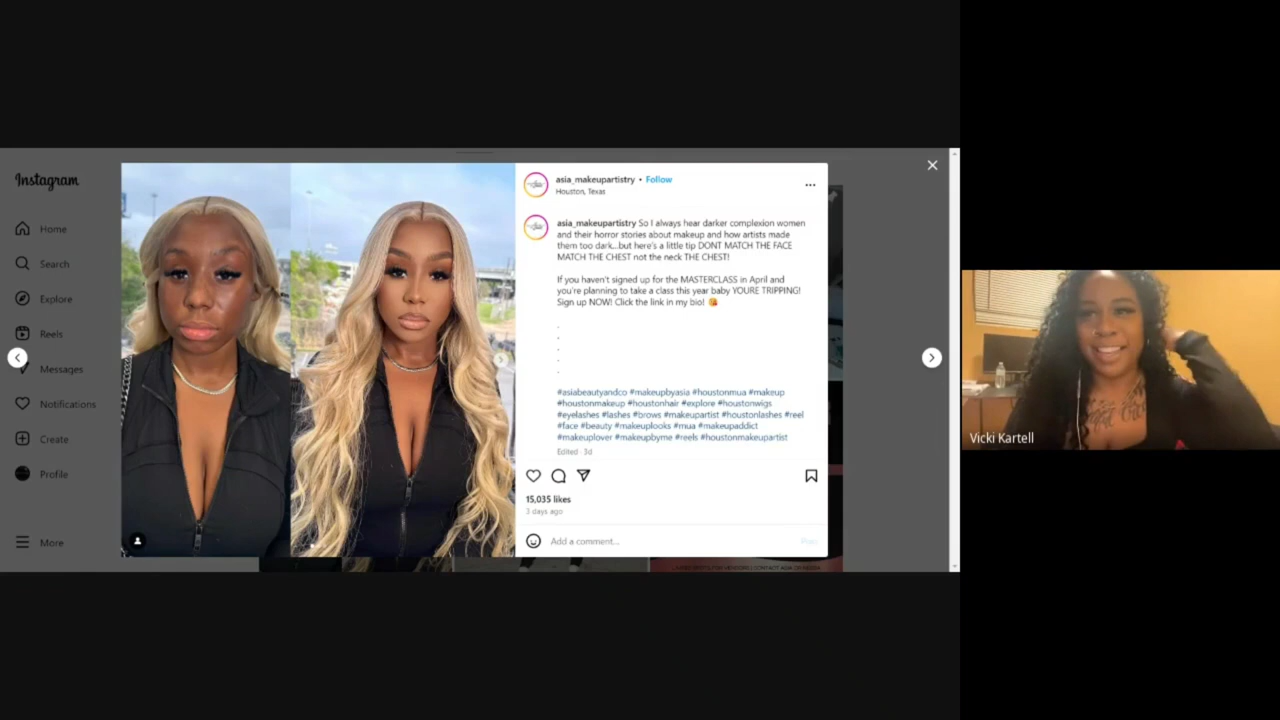 Instagram
Home
Search
Explore
Reels
Messages
Notifications
Create
Profile
More
asia_makeupartistry • Follow
Houston, Texas
asia_makeupartistry So I always hear darker complexion women
and their horror stories about makeup and how artists made
them too dark...but here's a little tip DONT MATCH THE FACE
MATCH THE CHEST not the neck THE CHEST!
If you haven't signed up for the MASTERCLASS in April and
you're planning to take a class this year baby YOURE TRIPPING!
Sign up NOW! Click the link in my bio! 
.
.
.
.
.
#asiabeautyandco #makeupbyasia #houstonmua #makeup
#houstonmakeup #houstonhair #explore #houstonwigs
#eyelashes #lashes #brows #makeupartist #houstonlashes #reel
#face #beauty #makeuplooks #mua #makeupaddict
#makeuplover #makeupbyme #reels #houstonmakeupartist
Edited · 3d
15,035 likes
3 days ago
Add a comment...
Post
Vicki Kartell